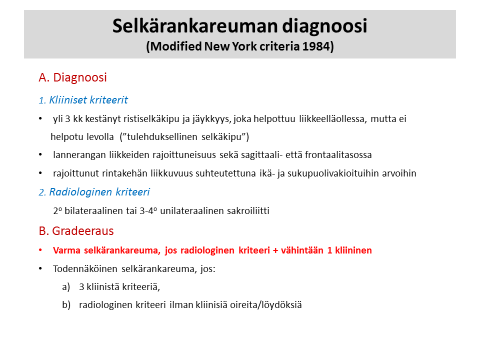 Selkärankareuman diagnoosi
(Modified New York criteria 1984)
A. Diagnoosi
1. Kliiniset kriteerit
• yli 3 kk kestänyt ristiselkäkipu ja jäykkyys, joka helpottuu liikkeelläollessa, mutta ei
helpotu levolla (”tulehduksellinen selkäkipu”)
• lannerangan liikkeiden rajoittuneisuus sekä sagittaali- että frontaalitasossa
• rajoittunut rintakehän liikkuvuus suhteutettuna ikä- ja sukupuolivakioituihin arvoihin
2. Radiologinen kriteeri
2º bilateraalinen tai 3-4º unilateraalinen sakroiliitti
B. Gradeeraus
• Varma selkärankareuma, jos radiologinen kriteeri + vähintään 1 kliininen
• Todennäköinen selkärankareuma, jos:
a) 3 kliinistä kriteeriä,
b) radiologinen kriteeri ilman kliinisiä oireita/löydöksiä